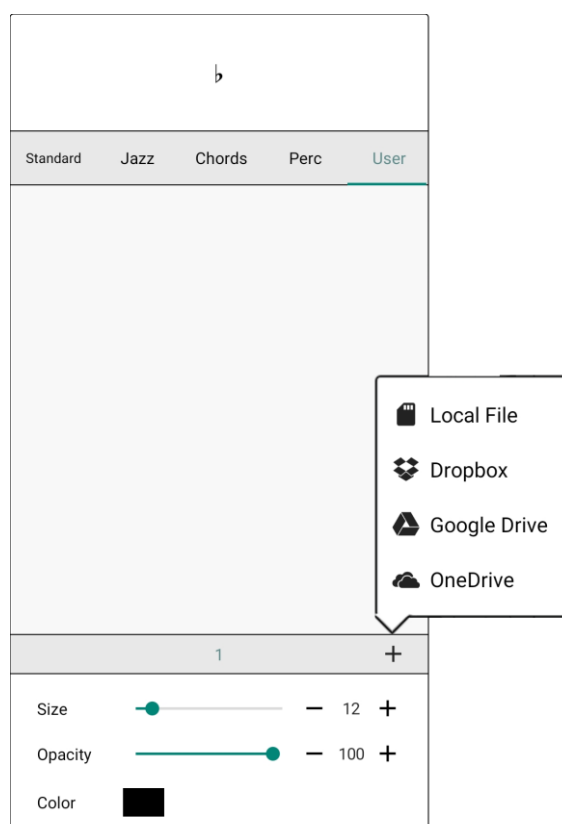 ♭
Standard Jazz Chords Perc User
Local File
Dropbox
Google Drive
OneDrive
1 +
Size − 12 +
Opacity − 100 +
Color